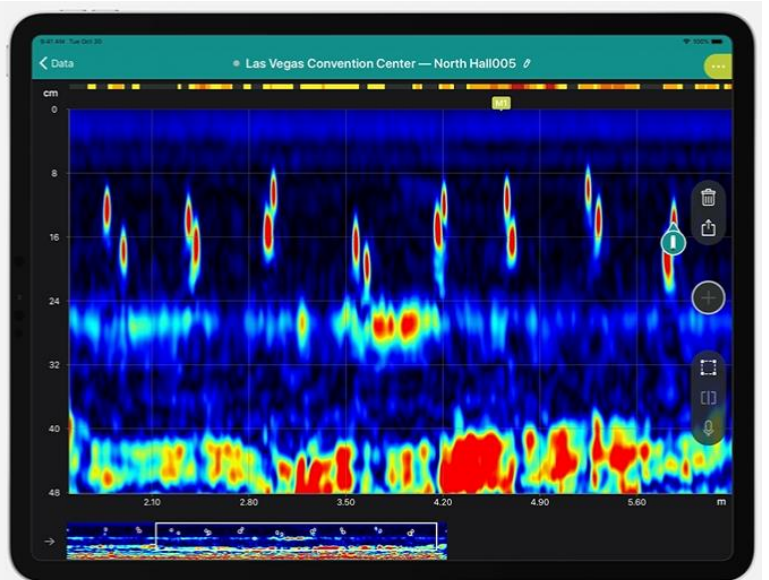 9:41 AM Tue Oct 20
100%
Data
Las Vegas Convention Center — North Hall005
cm
M1
0
8
16
24
32
40
48
2.10
2.80
3.50
4.20
4.90
5.60
m